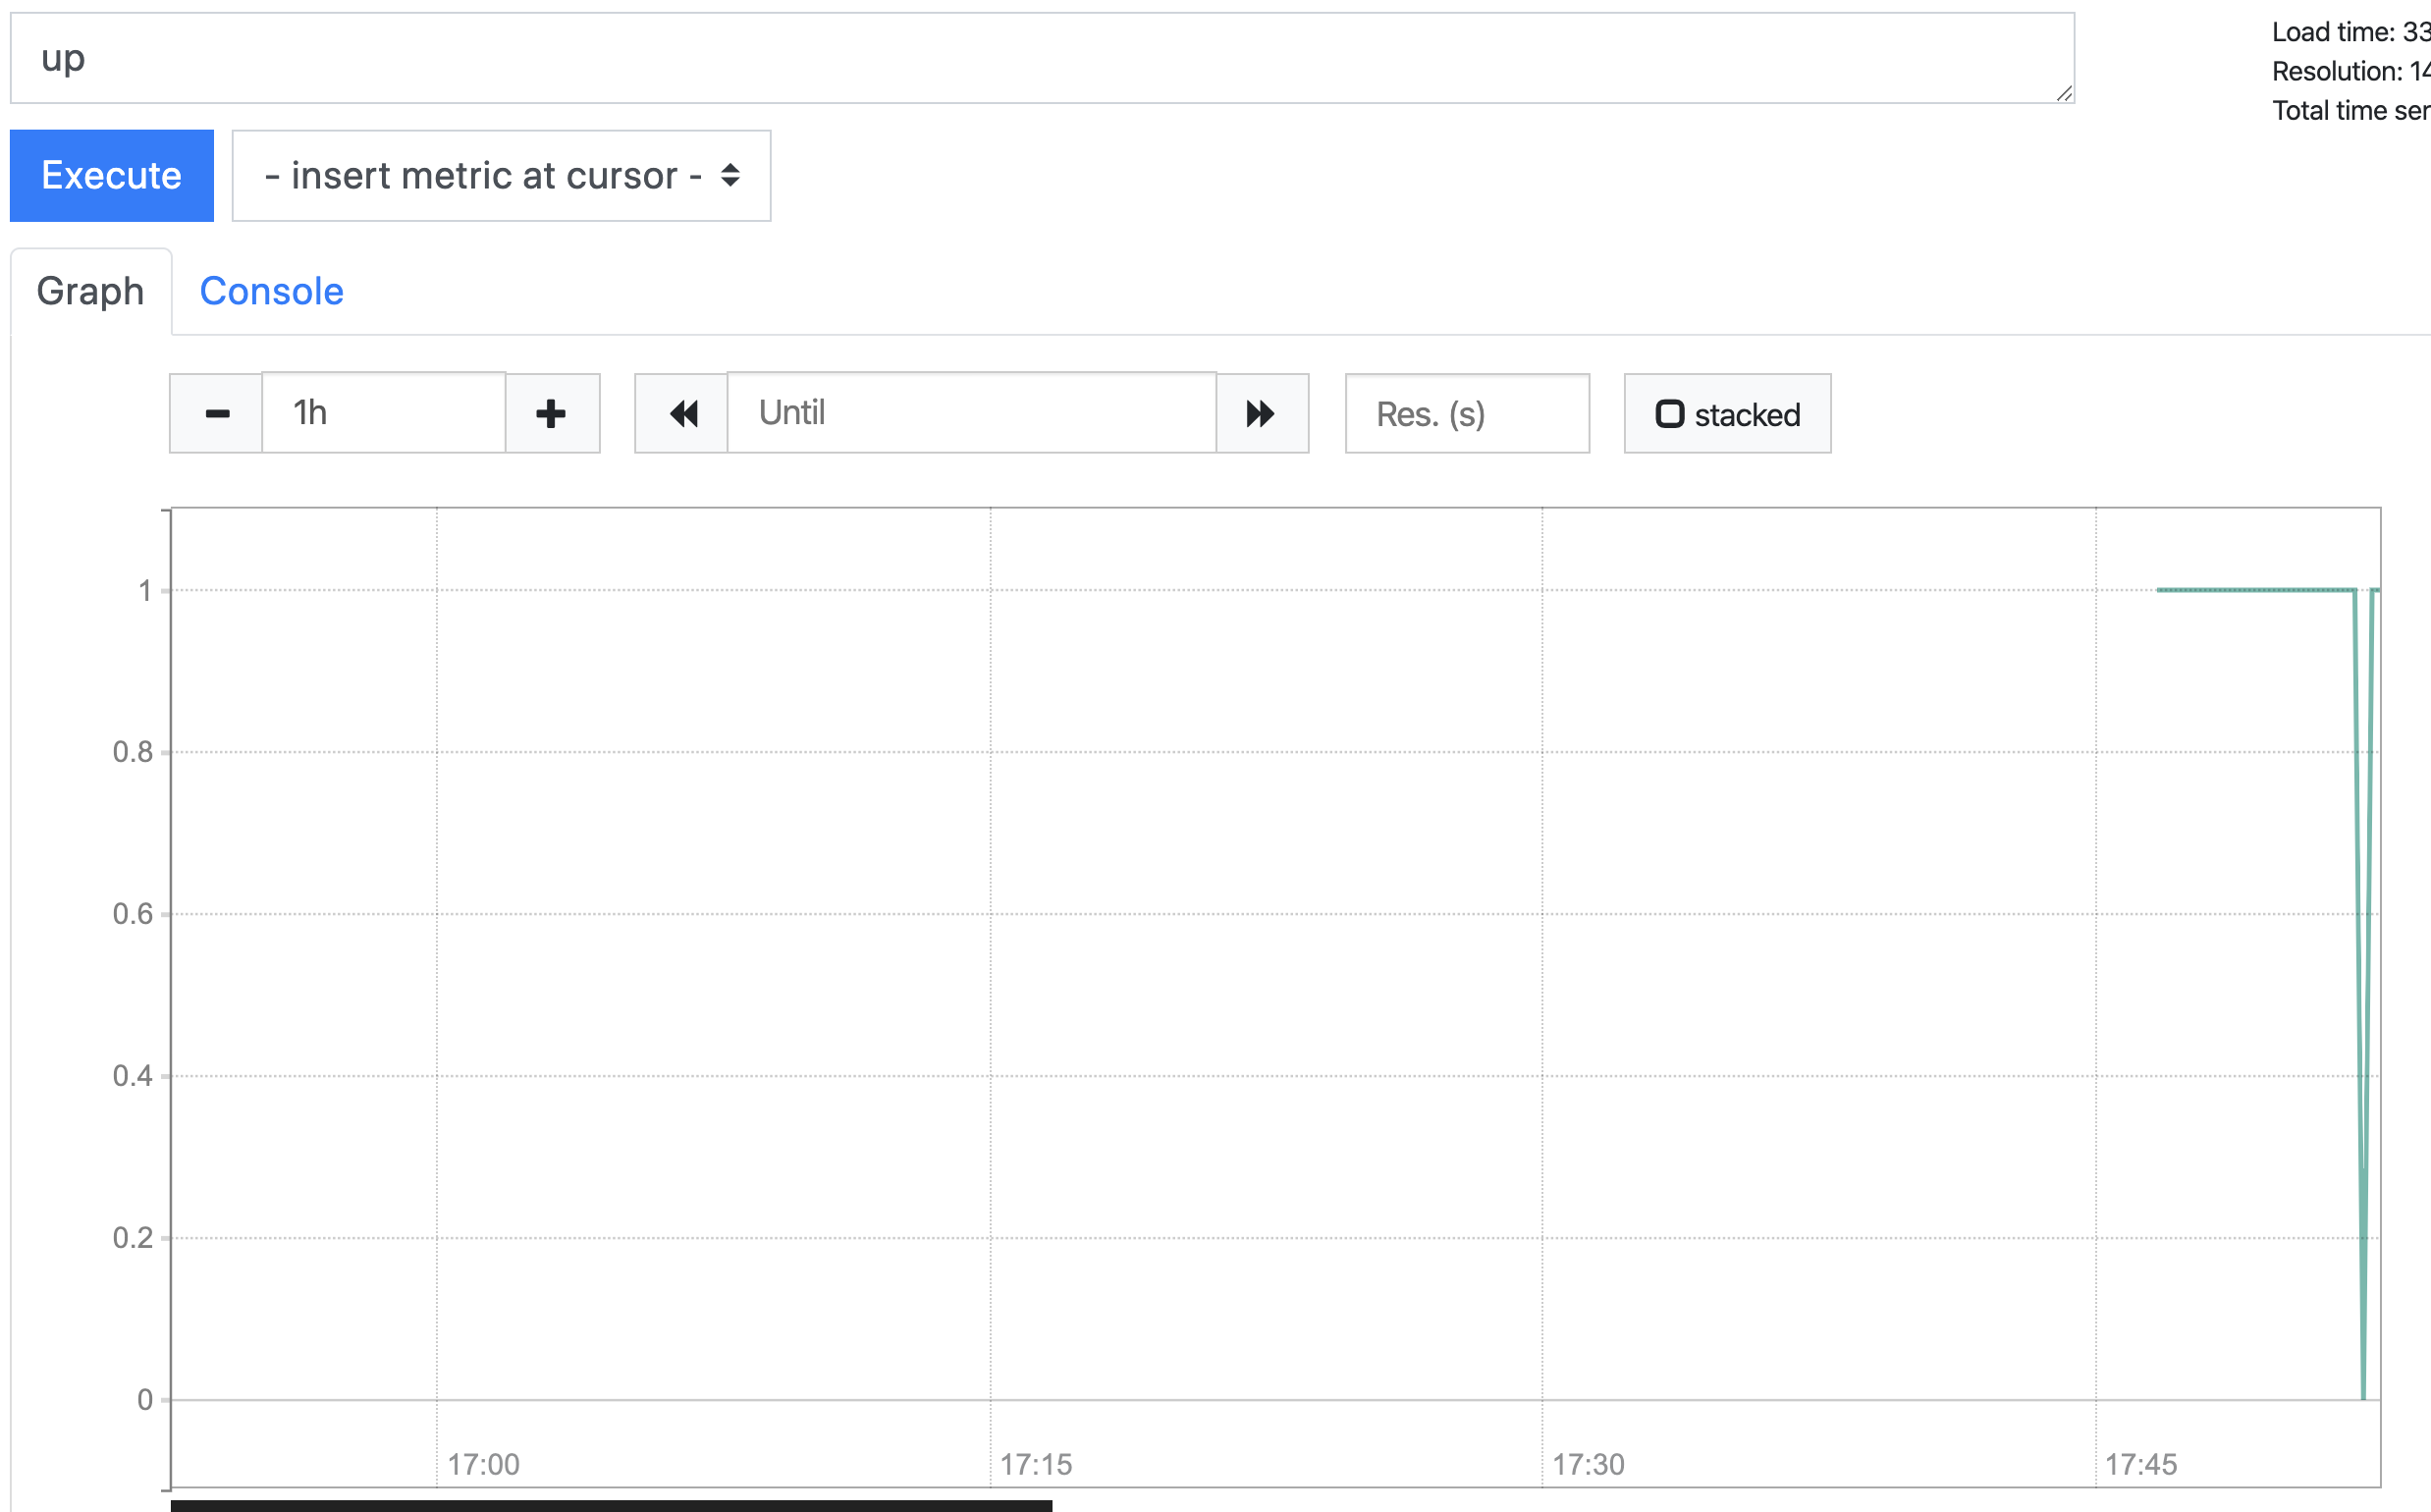 up
Load time: 33
Resolution: 14
Total time ser
Execute
- insert metric at cursor -
Graph
Console
1h
Until
Res. (s)
stacked
1
0.8
0.6
0.4
0.2
0
17:00
17:15
17:30
17:45